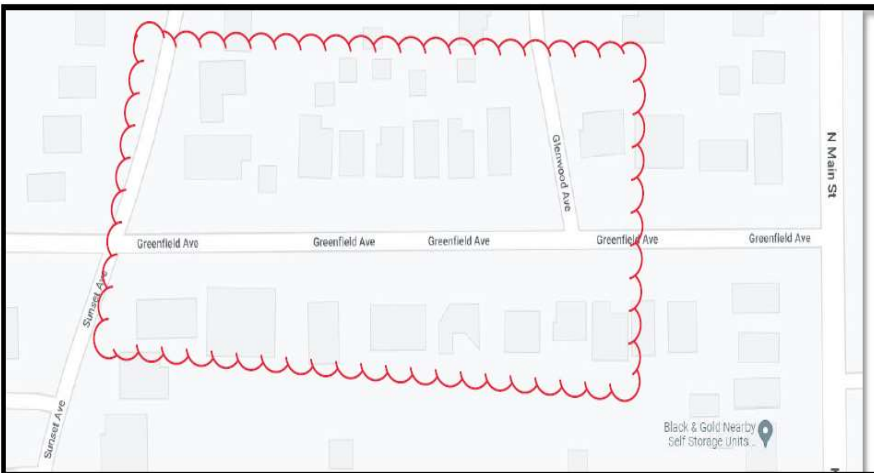 Glenwood Ave
N Main St
Greenfield Ave
Greenfield Ave
Greenfield Ave
Greenfield Ave
Greenfield Ave
Sunset Ave
Sunset Ave
Black & Gold Nearby
Self Storage Units...